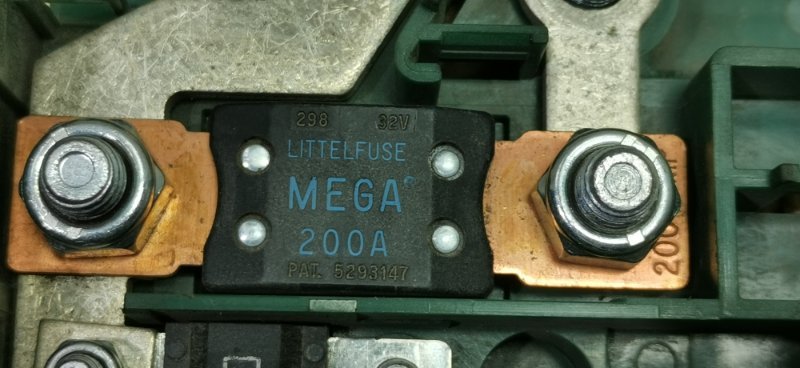 298 32V
LITTELFUSE
MEGA®
200A
PAT. 5293147